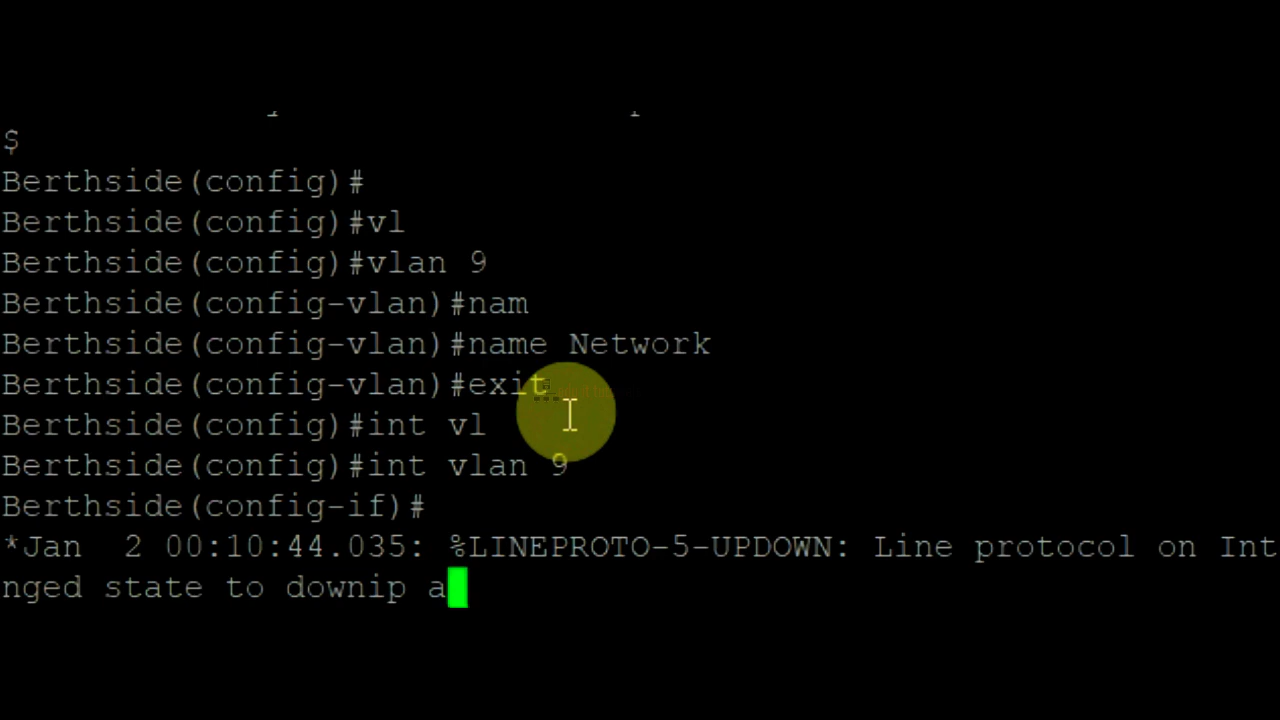 $
Berthside(config)#
Berthside(config)#vl
Berthside(config)#vlan 9
Berthside(config-vlan)#nam
Berthside(config-vlan)#name Network
Berthside(config-vlan)#exit
Berthside(config)#int vl
Berthside(config)#int vlan 9
Berthside(config-if)#
*Jan  2 00:10:44.035: %LINEPROTO-5-UPDOWN: Line protocol on Int
nged state to downip a